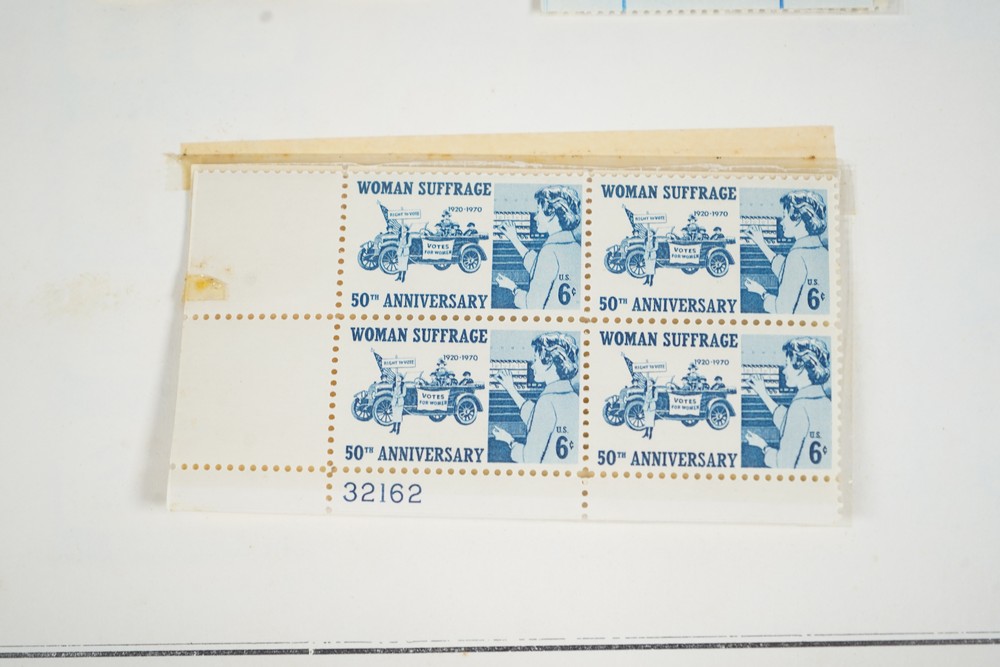 WOMAN SUFFRAGE
1920-1970
RIGHT TO VOTE
VOTES
FOR WOMEN
U.S.
6¢
50TH ANNIVERSARY
WOMAN SUFFRAGE
1920-1970
RIGHT TO VOTE
VOTES
FOR WOMEN
U.S.
6¢
50TH ANNIVERSARY
WOMAN SUFFRAGE
1920-1970
RIGHT TO VOTE
VOTES
FOR WOMEN
U.S.
6¢
50TH ANNIVERSARY
WOMAN SUFFRAGE
1920-1970
RIGHT TO VOTE
VOTES
FOR WOMEN
U.S.
6¢
50TH ANNIVERSARY
32162